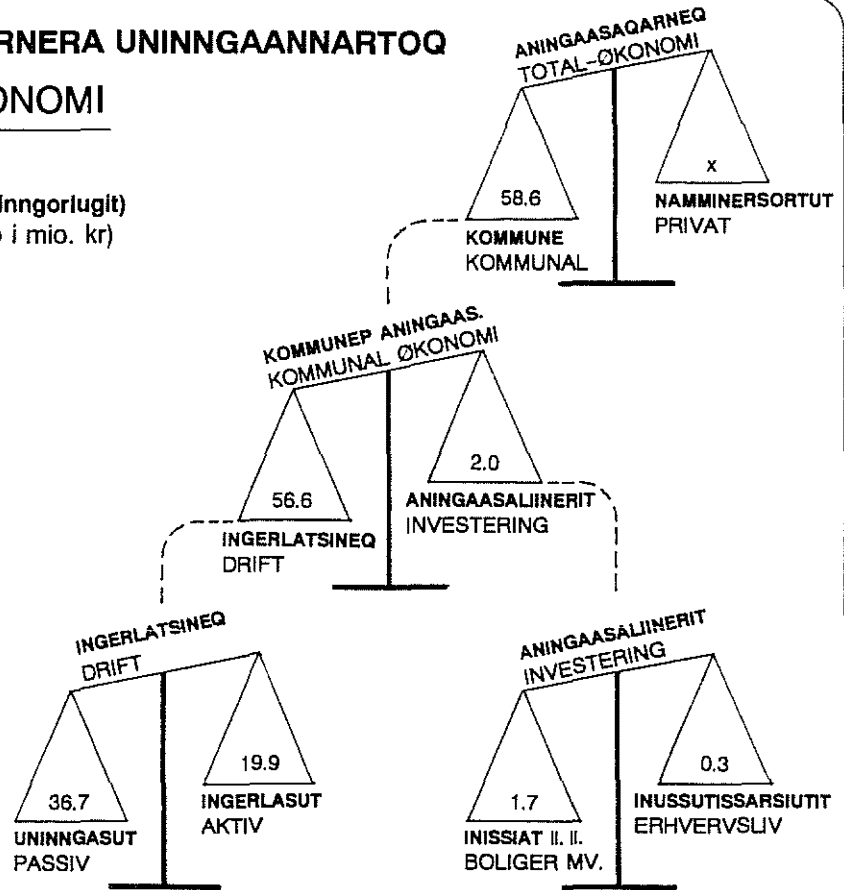 RNERA UNINNGAANNARTOQ
ONOMI
inngorlugit)
i mio. kr)
ANINGAASAQARNEQ
TOTAL-ØKONOMI
58.6
KOMMUNE
KOMMUNAL
x
NAMMINERSORTUT
PRIVAT
KOMMUNEP ANINGAAS.
KOMMUNAL ØKONOMI
56.6
INGERLATSINEQ
DRIFT
2.0
ANINGAASALIINERIT
INVESTERING
INGERLATSINEQ
DRIFT
36.7
UNINNGASUT
PASSIV
19.9
INGERLASUT
AKTIV
ANINGAASALIINERIT
INVESTERING
1.7
INISSIAT II. II.
BOLIGER MV.
0.3
INUSSUTISSARSIUTIT
ERHVERVSLIV